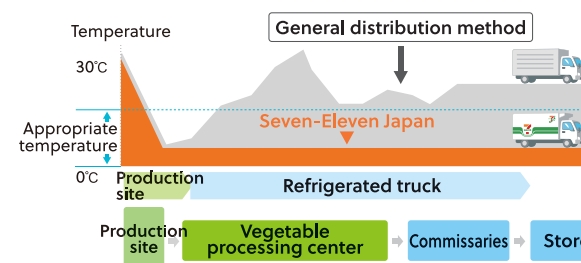 Temperature
General distribution method
30℃
Seven-Eleven Japan
Appropriate
temperature
0℃
Production
site
Refrigerated truck
Production
site
Vegetable
processing center
Commissaries
Stor